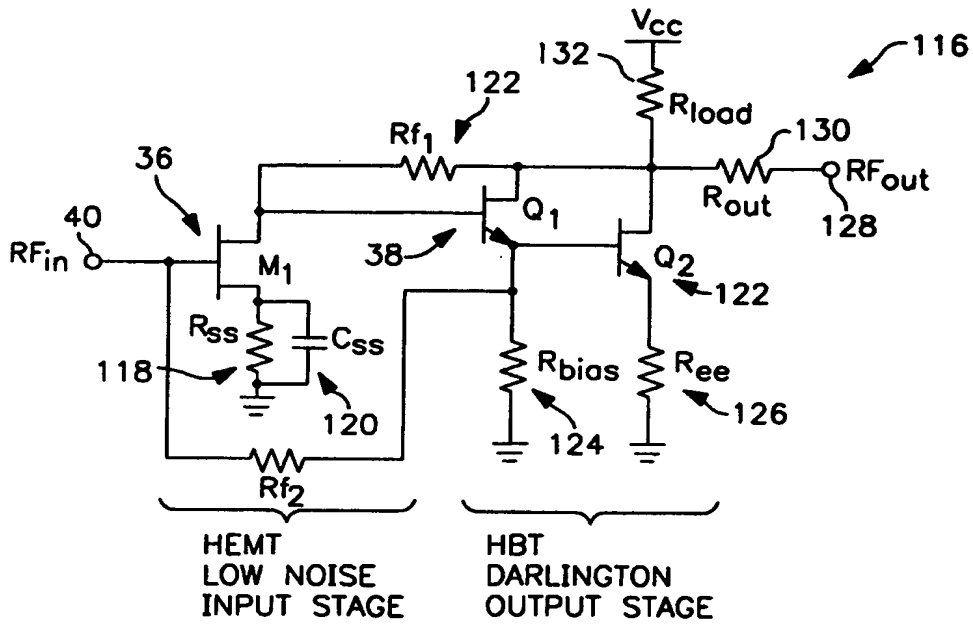 Vcc
116
132
Rload
122
Rf1
130
36
RFout
Rout
Q1
128
40
RFin
38
M1
Q2
122
Rss
Css
Rbias
Ree
118
120
124
126
Rf2
HEMT
LOW NOISE
INPUT STAGE
HBT
DARLINGTON
OUTPUT STAGE